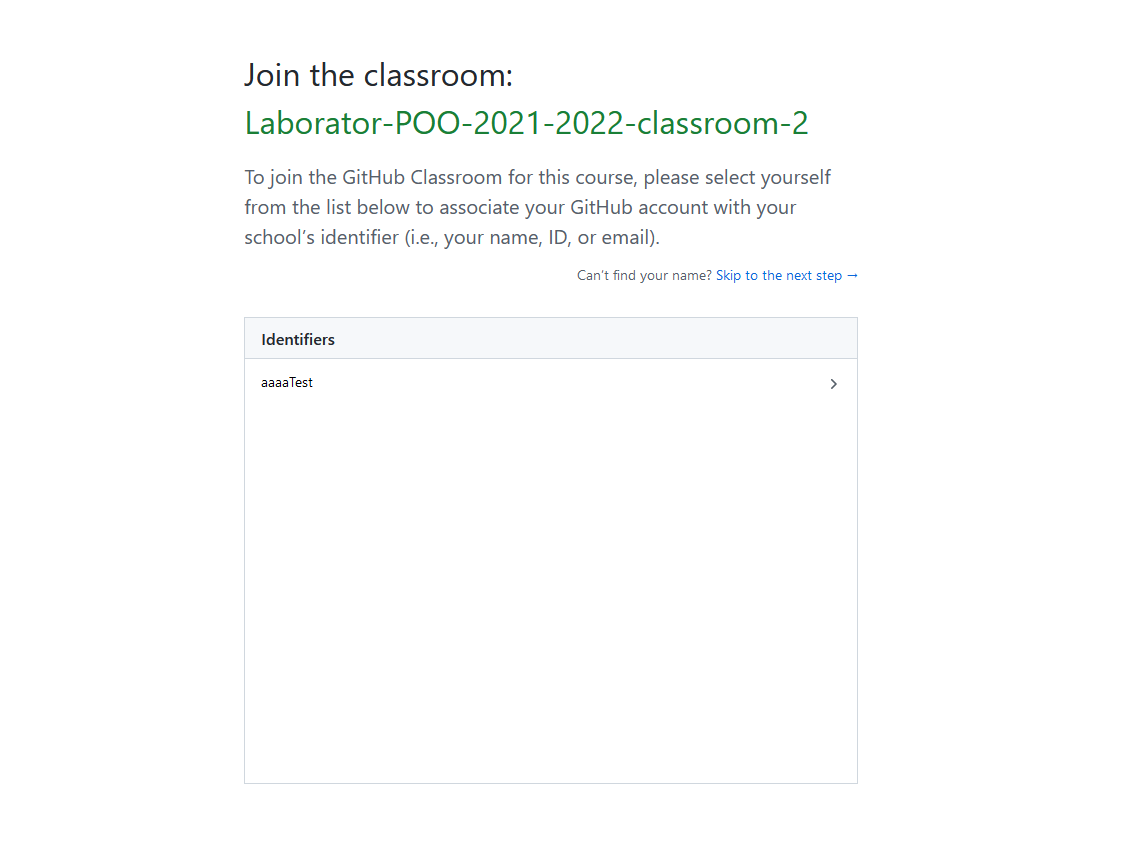 Join the classroom:
Laborator-POO-2021-2022-classroom-2
To join the GitHub Classroom for this course, please select yourself
from the list below to associate your GitHub account with your
school’s identifier (i.e., your name, ID, or email).
Can’t find your name? Skip to the next step →
Identifiers
aaaaTest